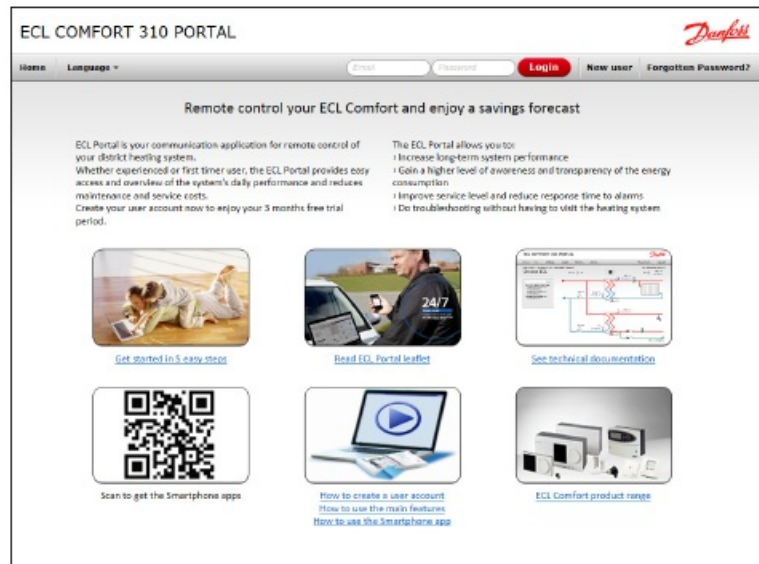 ECL COMFORT 310 PORTAL
Danfoss
Home Language Email Password Login New user Forgotten Password?
Remote control your ECL Comfort and enjoy a savings forecast
ECL Portal is your communication application for remote control of
your district heating system.
Whether experienced or first timer user, the ECL Portal provides easy
access and overview of the system's daily performance and reduces
maintenance and service costs.
Create your user account now to enjoy your 3 months free trial
period.
The ECL Portal allows you to:
› Increase long-term system performance
› Gain a higher level of awareness and transparency of the energy
consumption
› Improve service level and reduce response time to alarms
› Do troubleshooting without having to visit the heating system
24/7
Get started in 5 easy steps
Read ECL Portal leaflet
ECL COMFORT 310 PORTAL
Danfoss
See technical documentation
Scan to get the Smartphone apps
How to create a user account
How to use the main features
How to use the Smartphone app
ECL Comfort product range